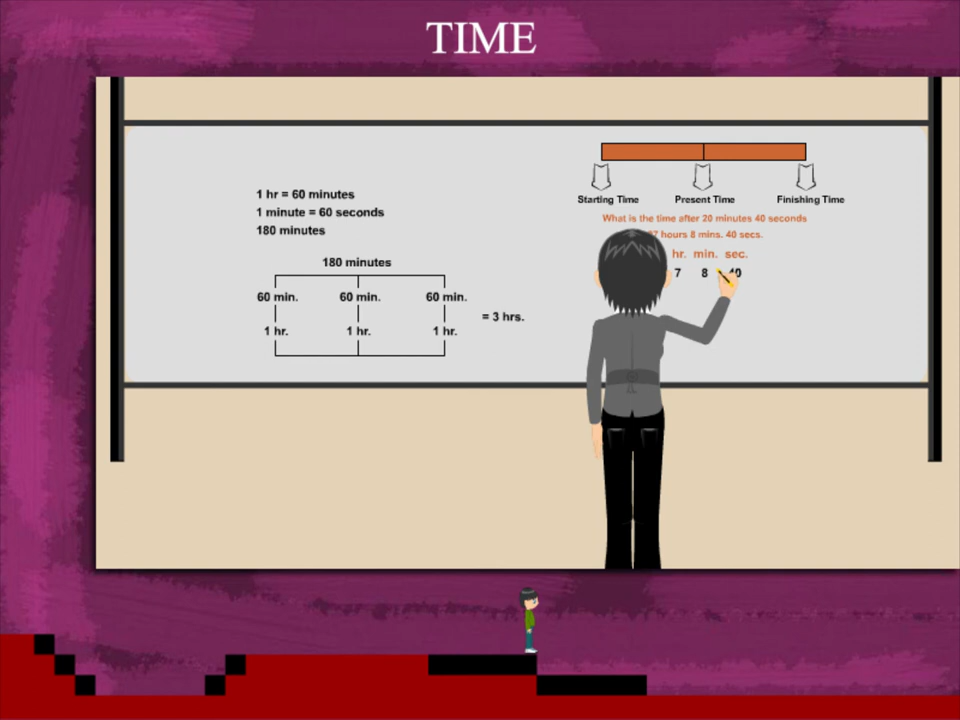 TIME
1 hr = 60 minutes
1 minute = 60 seconds
180 minutes
180 minutes
60 min. 60 min. 60 min.
= 3 hrs.
1 hr. 1 hr. 1 hr.
Starting Time Present Time Finishing Time
What is the time after 20 minutes 40 seconds
hours 8 mins. 40 secs.
hr. min. sec.
7 8 40